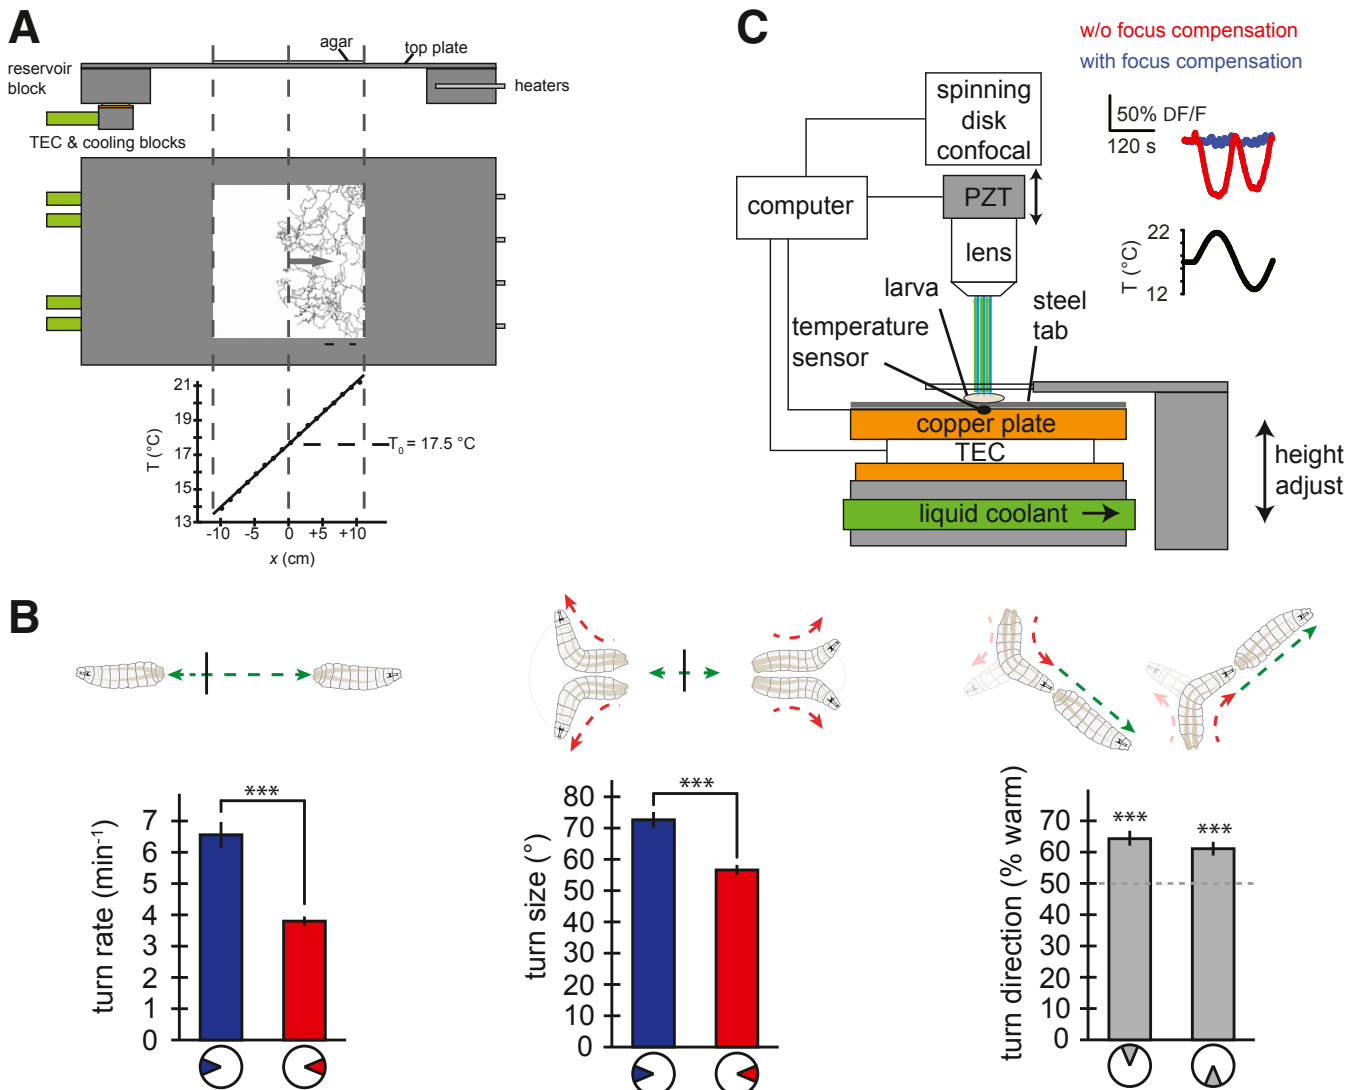 A
agar
top plate
reservoir
block
heaters
TEC & cooling blocks
T (°C)
21
19
17
15
13
T0 = 17.5 °C
-10 -5 0 +5 +10
x (cm)
C
w/o focus compensation
with focus compensation
50% DF/F
120 s
22
12
T (°C)
spinning
disk
confocal
computer
PZT
lens
larva
temperature
sensor
steel
tab
copper plate
TEC
liquid coolant
height
adjust
B
turn rate (min-1)
7
6
5
4
3
2
1
0
***
turn size (°)
80
70
60
50
40
30
20
10
0
***
turn direction (% warm)
70
60
50
40
30
20
10
0
***
***